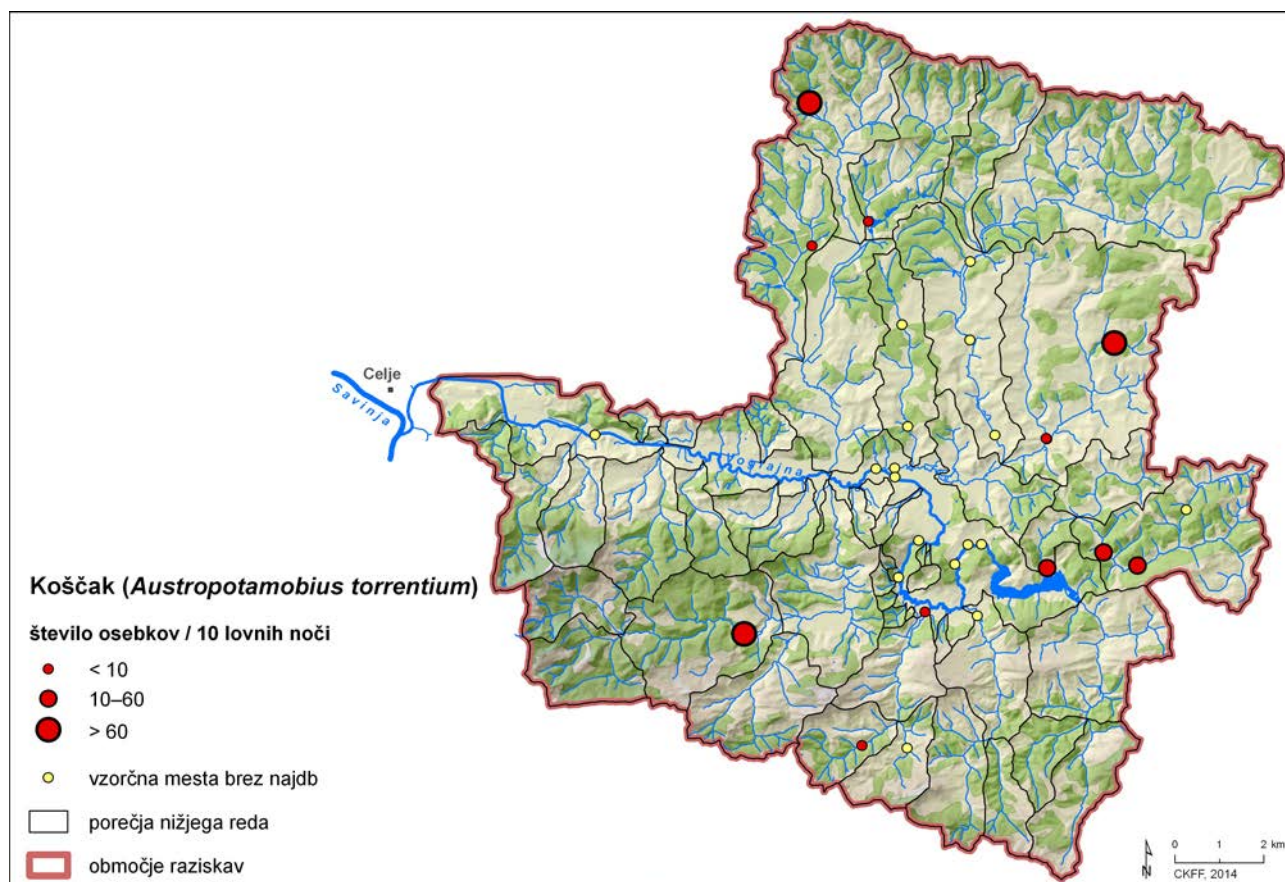 Celje
Savinja
Voglajna
Koščak (Austropotamobius torrentium)
število osebkov / 10 lovnih noči
< 10
10–60
> 60
vzorčna mesta brez najdb
porečja nižjega reda
območje raziskav
N
0 1 2 km
CKFF, 2014